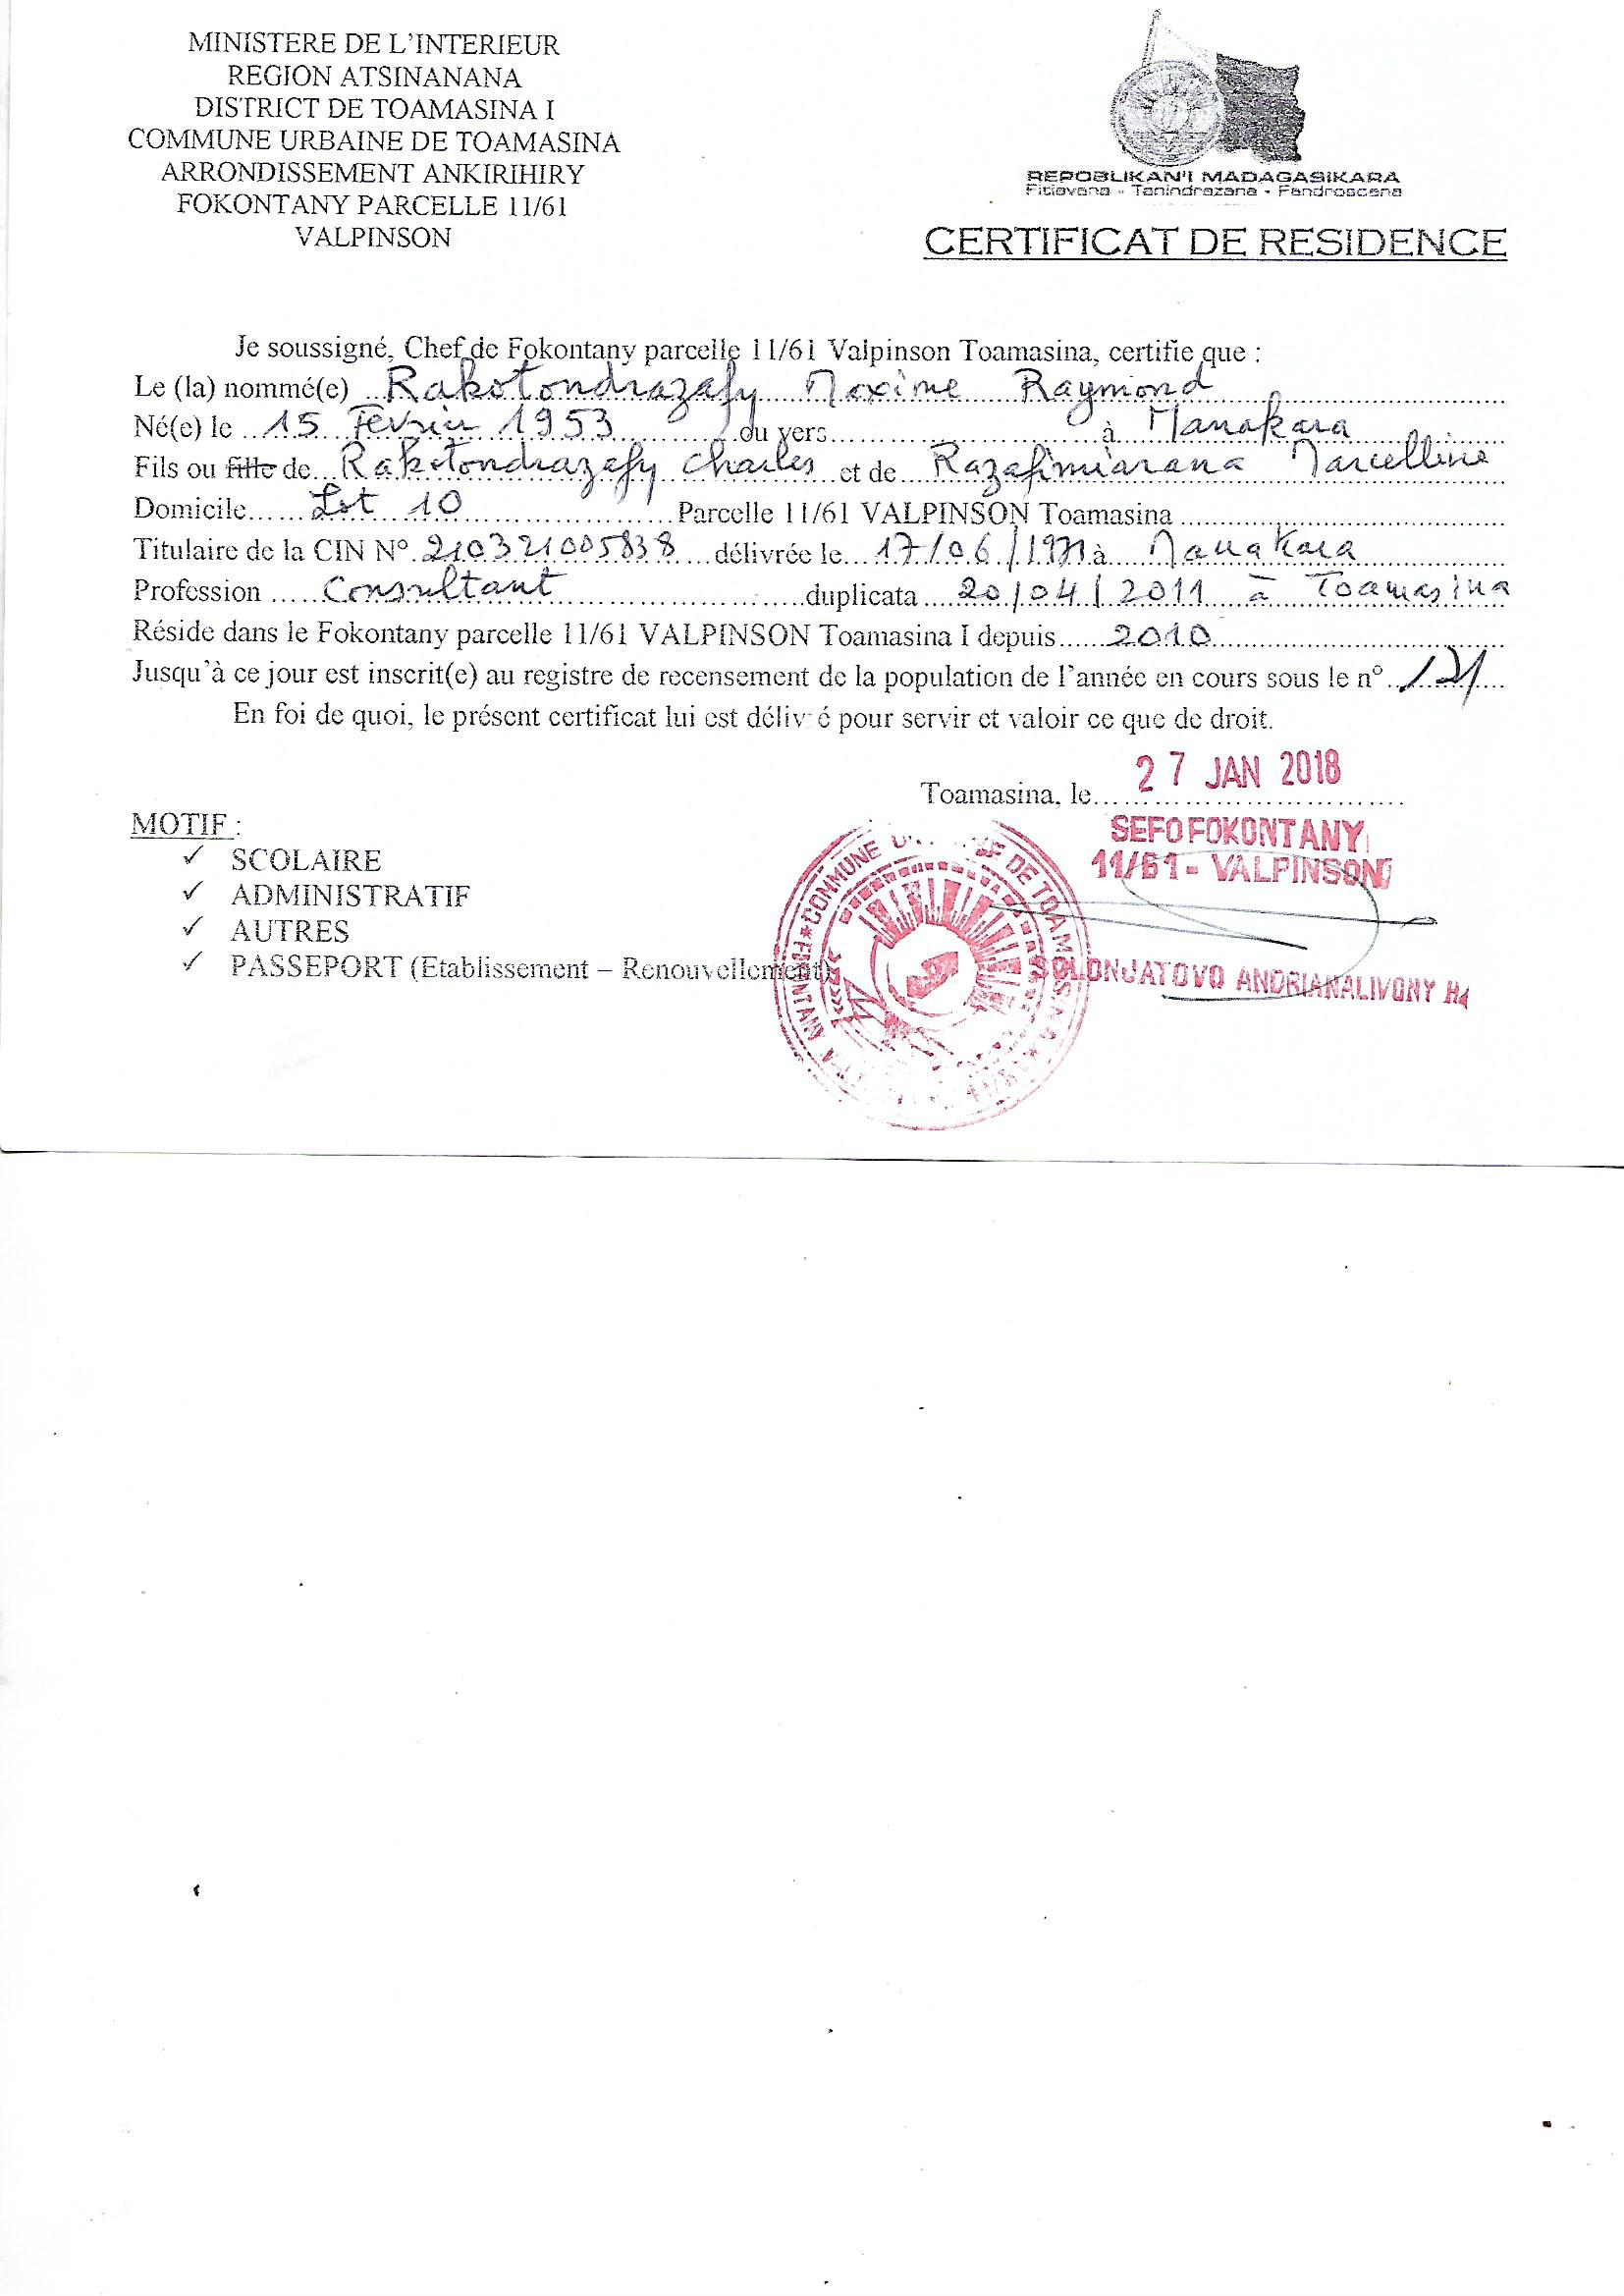 MINISTERE DE L'INTERIEUR
REGION ATSINANANA
DISTRICT DE TOAMASINA I
COMMUNE URBAINE DE TOAMASINA
ARRONDISSEMENT ANKIRIHIRY
FOKONTANY PARCELLE 11/61
VALPINSON
REPOBLIKAN'I MADAGASIKARA
Fitiavana - Tanindrazana - Fandrosoana
CERTIFICAT DE RESIDENCE
Je soussigné, Chef de Fokontany parcelle 11/61 Valpinson Toamasina, certifie que :
Le (la) nommé(e) Rakotondrazafy Maxime Raymond
Né(e) le 15 Février 1953 ou vers à Manakara
Fils ou fille de Rakotondrazafy Charles et de Razafimiarana Marcelline
Domicile Lot 10 Parcelle 11/61 VALPINSON Toamasina
Titulaire de la CIN N° 210321005838 délivrée le 17/06/1971 à Manakara
Profession Consultant duplicata 20/04/2011 à Toamasina
Réside dans le Fokontany parcelle 11/61 VALPINSON Toamasina I depuis 2010
Jusqu'à ce jour est inscrit(e) au registre de recensement de la population de l'année en cours sous le n°
En foi de quoi, le présent certificat lui est délivré pour servir et valoir ce que de droit.
Toamasina, le 27 JAN 2018
MOTIF :
✓ SCOLAIRE
✓ ADMINISTRATIF
✓ AUTRES
✓ PASSEPORT (Etablissement – Renouvellement)
SEFO FOKONTANY
11/61 - VALPINSON
SOLONJATOVO ANDRIANALIVONY
COMMUNE DE TOAMASINA